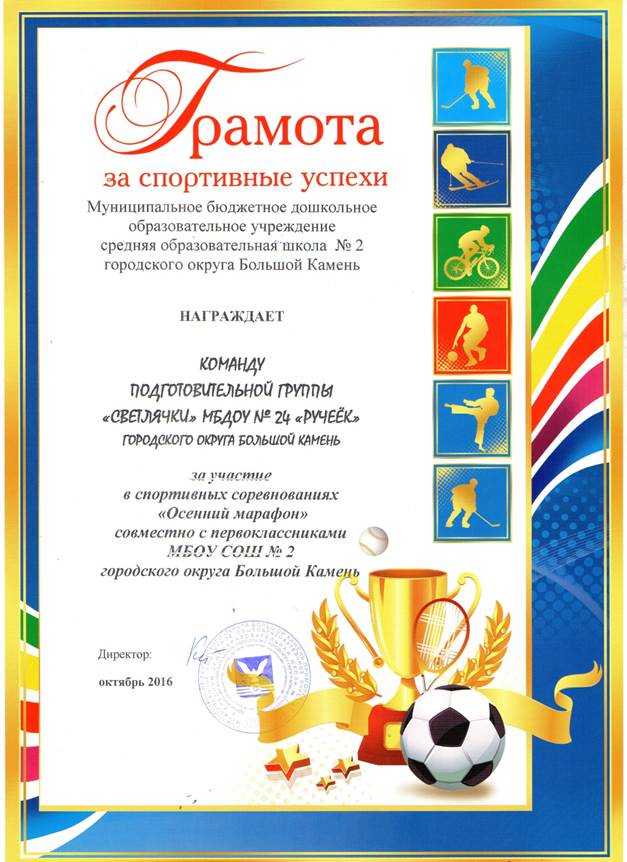 Грамота
за спортивные успехи
Муниципальное бюджетное дошкольное
образовательное учреждение
средняя образовательная школа № 2
городского округа Большой Камень
НАГРАЖДАЕТ
КОМАНДУ
ПОДГОТОВИТЕЛЬНОЙ ГРУППЫ
«СВЕТЛЯЧКИ» МБДОУ № 24 «РУЧЕЁК»
ГОРОДСКОГО ОКРУГА БОЛЬШОЙ КАМЕНЬ
за участие
в спортивных соревнованиях
«Осенний марафон»
совместно с первоклассниками
МБОУ СОШ № 2
городского округа Большой Камень
Директор:
октябрь 2016